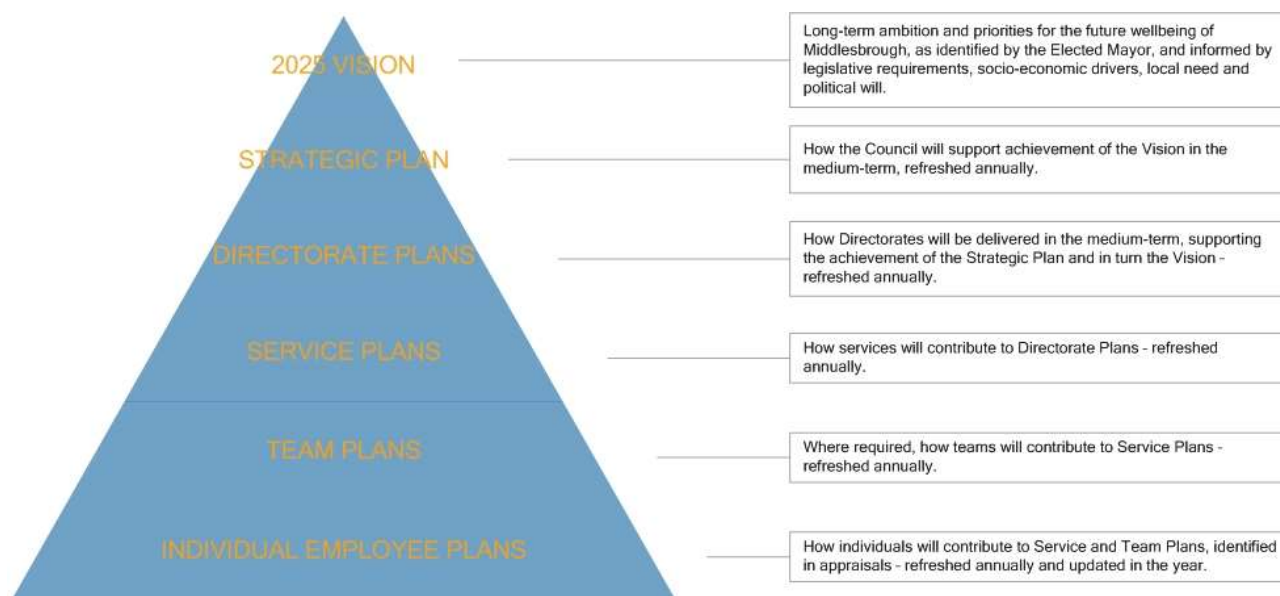 2025 VISION
Long-term ambition and priorities for the future wellbeing of
Middlesbrough, as identified by the Elected Mayor, and informed by
legislative requirements, socio-economic drivers, local need and
political will.
STRATEGIC PLAN
How the Council will support achievement of the Vision in the
medium-term, refreshed annually.
DIRECTORATE PLANS
How Directorates will be delivered in the medium-term, supporting
the achievement of the Strategic Plan and in turn the Vision -
refreshed annually.
SERVICE PLANS
How services will contribute to Directorate Plans - refreshed
annually.
TEAM PLANS
Where required, how teams will contribute to Service Plans -
refreshed annually.
INDIVIDUAL EMPLOYEE PLANS
How individuals will contribute to Service and Team Plans, identified
in appraisals - refreshed annually and updated in the year.